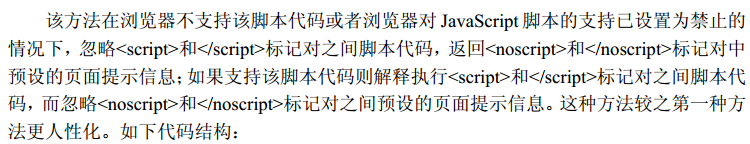 该方法在浏览器不支持该脚本代码或者浏览器对 JavaScript 脚本的支持已设置为禁止的
情况下，忽略<script>和</script>标记对之间脚本代码，返回<noscript>和</noscript>标记对中
预设的页面提示信息；如果支持该脚本代码则解释执行<script>和</script>标记对之间脚本代
码，而忽略<noscript>和</noscript>标记对之间预设的页面提示信息。这种方法较之第一种方
法更人性化。如下代码结构：